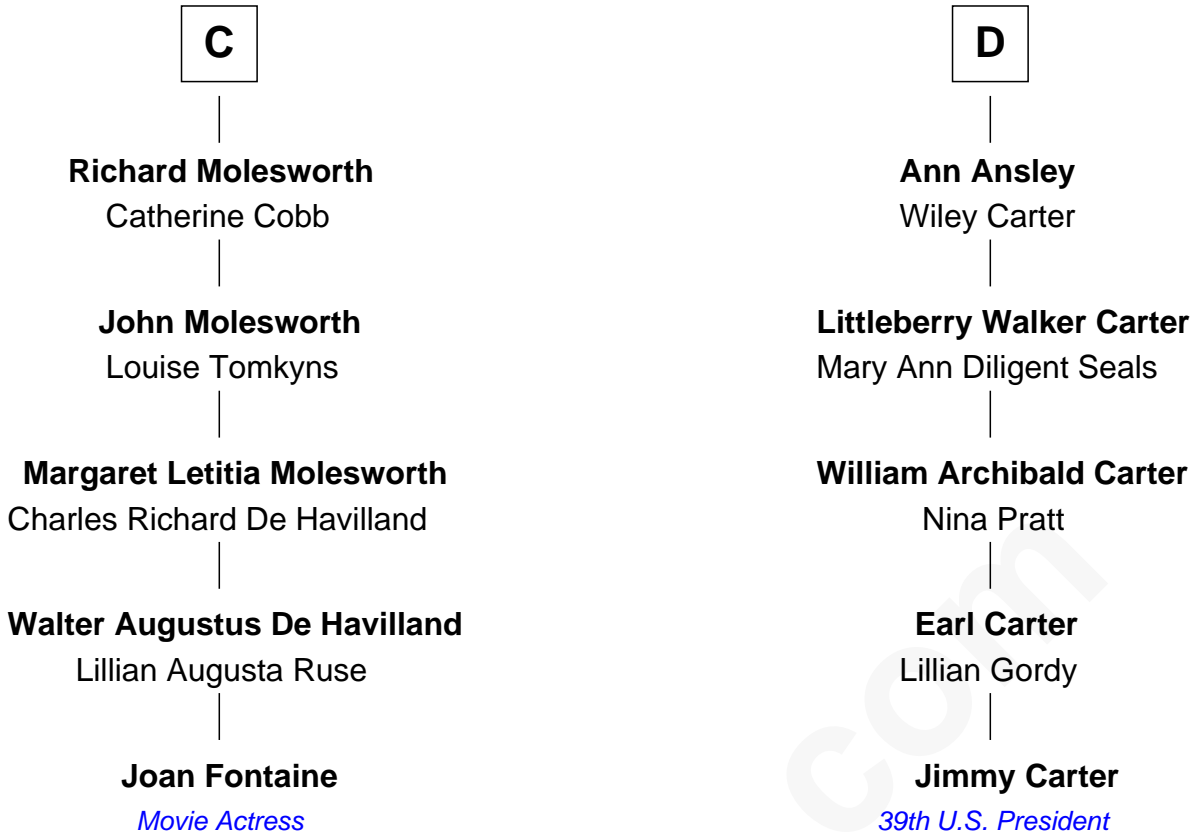 C
Richard Molesworth
Catherine Cobb
John Molesworth
Louise Tomkyns
Margaret Letitia Molesworth
Charles Richard De Havilland
Walter Augustus De Havilland
Lillian Augusta Ruse
Joan Fontaine
Movie Actress
D
Ann Ansley
Wiley Carter
Littleberry Walker Carter
Mary Ann Diligent Seals
William Archibald Carter
Nina Pratt
Earl Carter
Lillian Gordy
Jimmy Carter
39th U.S. President
com